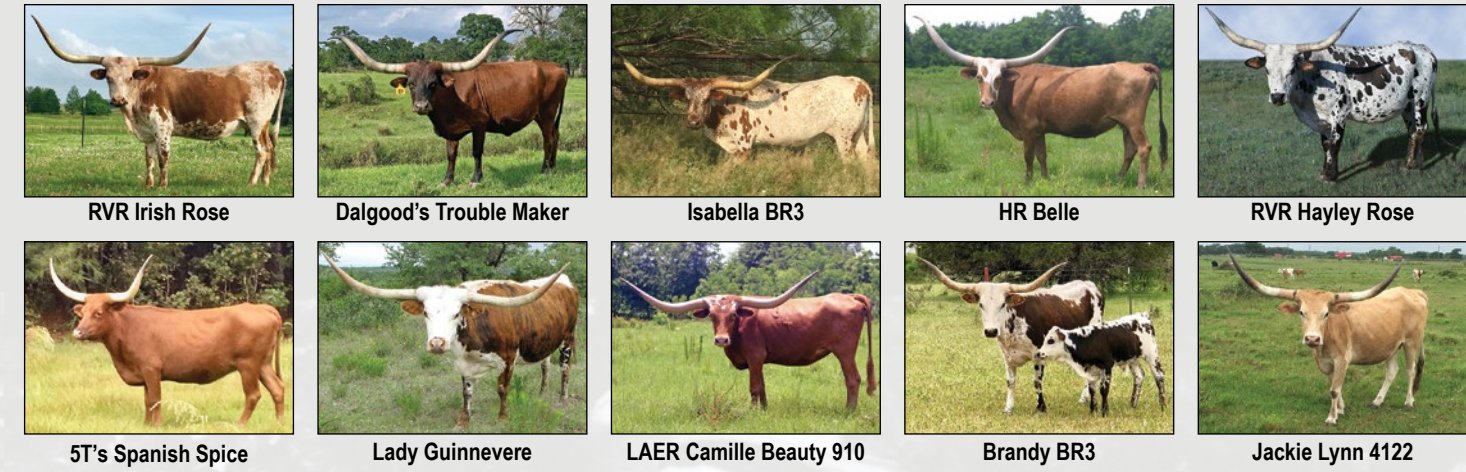 RVR Irish Rose
Dalgood's Trouble Maker
Isabella BR3
HR Belle
RVR Hayley Rose
5T's Spanish Spice
Lady Guinnevere
LAER Camille Beauty 910
Brandy BR3
Jackie Lynn 4122